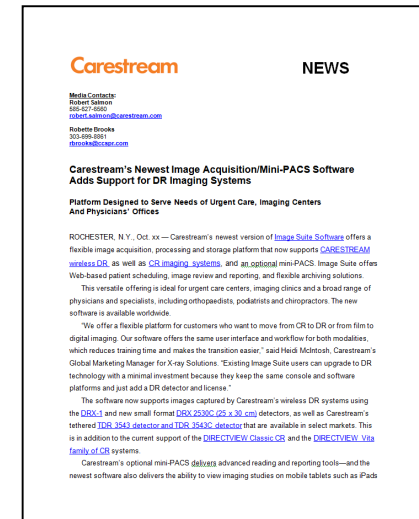 Carestream
NEWS
Media Contacts:
Robert Salmon
585-627-6560
robert.salmon@carestream.com
Robette Brooks
303-699-8861
rbrooks@ccspr.com
Carestream's Newest Image Acquisition/Mini-PACS Software
Adds Support for DR Imaging Systems
Platform Designed to Serve Needs of Urgent Care, Imaging Centers
And Physicians' Offices
ROCHESTER, N.Y., Oct. xx — Carestream's newest version of Image Suite Software offers a
flexible image acquisition, processing and storage platform that now supports CARESTREAM
wireless DR, as well as CR imaging systems, and an optional mini-PACS. Image Suite offers
Web-based patient scheduling, image review and reporting, and flexible archiving solutions.
This versatile offering is ideal for urgent care centers, imaging clinics and a broad range of
physicians and specialists, including orthopaedists, podiatrists and chiropractors. The new
software is available worldwide.
"We offer a flexible platform for customers who want to move from CR to DR or from film to
digital imaging. Our software offers the same user interface and workflow for both modalities,
which reduces training time and makes the transition easier," said Heidi McIntosh, Carestream's
Global Marketing Manager for X-ray Solutions. "Existing Image Suite users can upgrade to DR
technology with a minimal investment because they keep the same console and software
platforms and just add a DR detector and license."
The software now supports images captured by Carestream's wireless DR systems using
the DRX-1 and new small format DRX 2530C (25 x 30 cm) detectors, as well as Carestream's
tethered TDR 3543 detector and TDR 3543C detector that are available in select markets. This
is in addition to the current support of the DIRECTVIEW Classic CR and the DIRECTVIEW Vita
family of CR systems.
Carestream's optional mini-PACS delivers advanced reading and reporting tools—and the
newest software also delivers the ability to view imaging studies on mobile tablets such as iPads